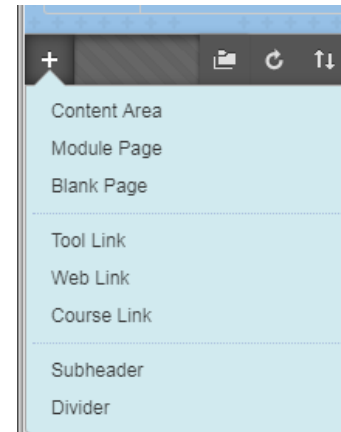 Content Area
Module Page
Blank Page
Tool Link
Web Link
Course Link
Subheader
Divider